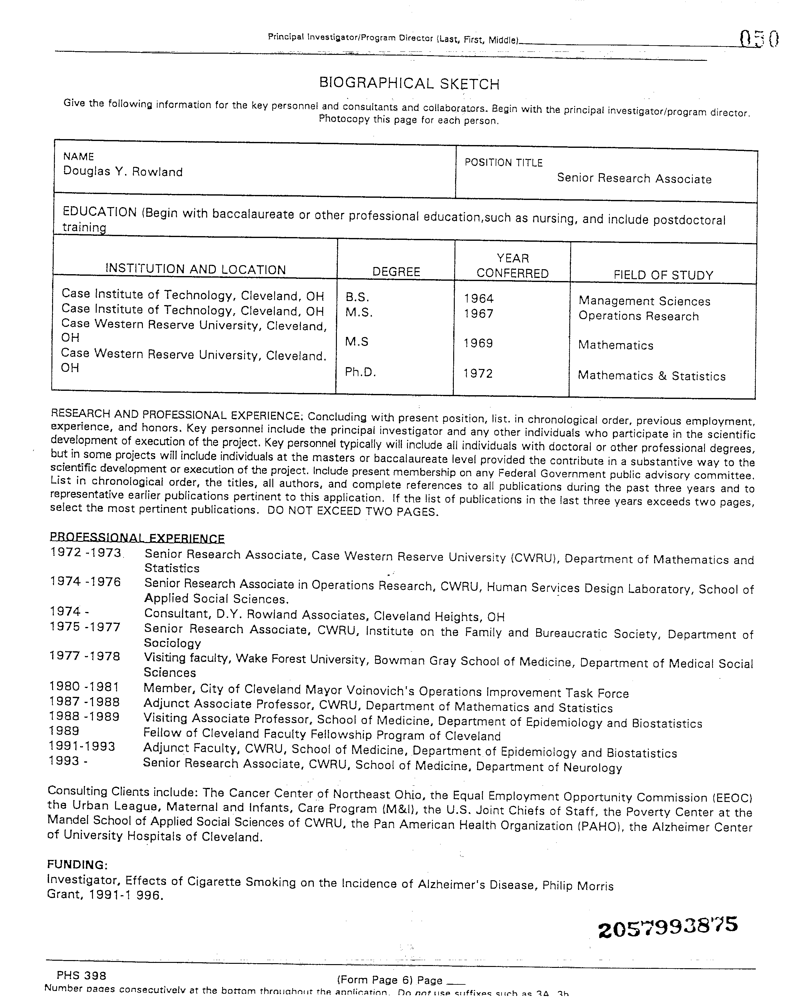 Principal Investigator/Program Director (Last, First, Middle)
050
BIOGRAPHICAL SKETCH
Give the following information for the key personnel and consultants and collaborators. Begin with the principal investigator/program director.
Photocopy this page for each person.
NAME
Douglas Y. Rowland
POSITION TITLE
Senior Research Associate
EDUCATION (Begin with baccalaureate or other professional education,such as nursing, and include postdoctoral
training
INSTITUTION AND LOCATION DEGREE YEAR CONFERRED FIELD OF STUDY
Case Institute of Technology, Cleveland, OH B.S. 1964 Management Sciences
Case Institute of Technology, Cleveland, OH M.S. 1967 Operations Research
Case Western Reserve University, Cleveland,
OH M.S 1969 Mathematics
Case Western Reserve University, Cleveland.
OH Ph.D. 1972 Mathematics & Statistics
RESEARCH AND PROFESSIONAL EXPERIENCE: Concluding with present position, list. in chronological order, previous employment,
experience, and honors. Key personnel include the principal investigator and any other individuals who participate in the scientific
development of execution of the project. Key personnel typically will include all individuals with doctoral or other professional degrees,
but in some projects will include individuals at the masters or baccalaureate level provided the contribute in a substantive way to the
scientific development or execution of the project. Include present membership on any Federal Government public advisory committee.
List in chronological order, the titles, all authors, and complete references to all publications during the past three years and to
representative earlier publications pertinent to this application. If the list of publications in the last three years exceeds two pages,
select the most pertinent publications. DO NOT EXCEED TWO PAGES.
PROFESSIONAL EXPERIENCE
1972 -1973 Senior Research Associate, Case Western Reserve University (CWRU), Department of Mathematics and
Statistics
1974 -1976 Senior Research Associate in Operations Research, CWRU, Human Services Design Laboratory, School of
Applied Social Sciences.
1974 - Consultant, D.Y. Rowland Associates, Cleveland Heights, OH
1975 -1977 Senior Research Associate, CWRU, Institute on the Family and Bureaucratic Society, Department of
Sociology
1977 -1978 Visiting faculty, Wake Forest University, Bowman Gray School of Medicine, Department of Medical Social
Sciences
1980 -1981 Member, City of Cleveland Mayor Voinovich's Operations Improvement Task Force
1987 -1988 Adjunct Associate Professor, CWRU, Department of Mathematics and Statistics
1988 -1989 Visiting Associate Professor, School of Medicine, Department of Epidemiology and Biostatistics
1989 Fellow of Cleveland Faculty Fellowship Program of Cleveland
1991-1993 Adjunct Faculty, CWRU, School of Medicine, Department of Epidemiology and Biostatistics
1993 - Senior Research Associate, CWRU, School of Medicine, Department of Neurology
Consulting Clients include: The Cancer Center of Northeast Ohio, the Equal Employment Opportunity Commission (EEOC)
the Urban League, Maternal and Infants, Care Program (M&I), the U.S. Joint Chiefs of Staff, the Poverty Center at the
Mandel School of Applied Social Sciences of CWRU, the Pan American Health Organization (PAHO), the Alzheimer Center
of University Hospitals of Cleveland.
FUNDING:
Investigator, Effects of Cigarette Smoking on the Incidence of Alzheimer's Disease, Philip Morris
Grant, 1991-1 996.
2057993875
PHS 398 (Form Page 6) Page
Number pages consecutively at the bottom throughout the application. Do not use suffixes such as 3A, 3b